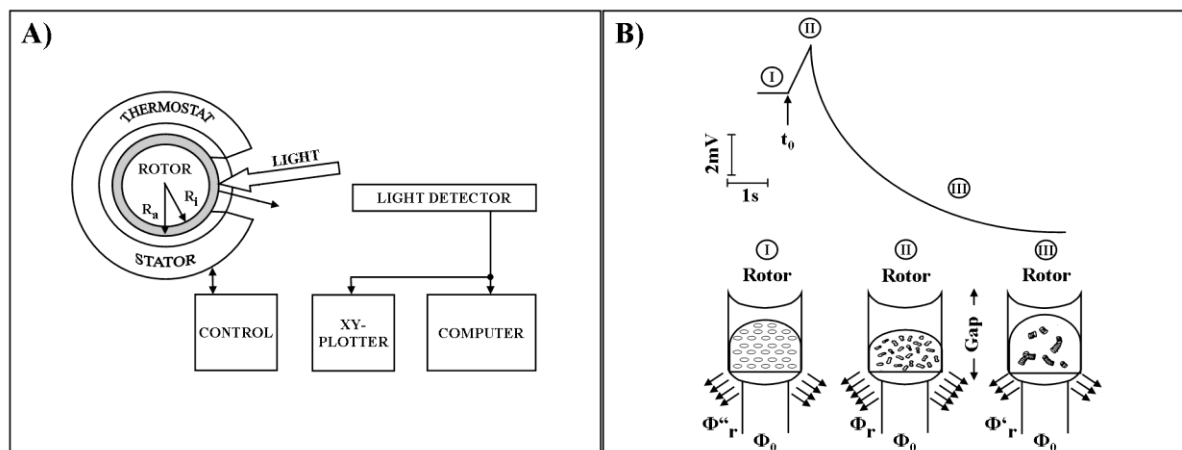 A)
THERMOSTAT
ROTOR
Ra
Ri
LIGHT
STATOR
LIGHT DETECTOR
CONTROL
XY-
PLOTTER
COMPUTER
B)
II
I
t0
2mV
1s
III
I
II
III
Rotor
Rotor
Rotor
Gap
Φ“r
Φ0
Φr
Φ0
Φ‘r
Φ0